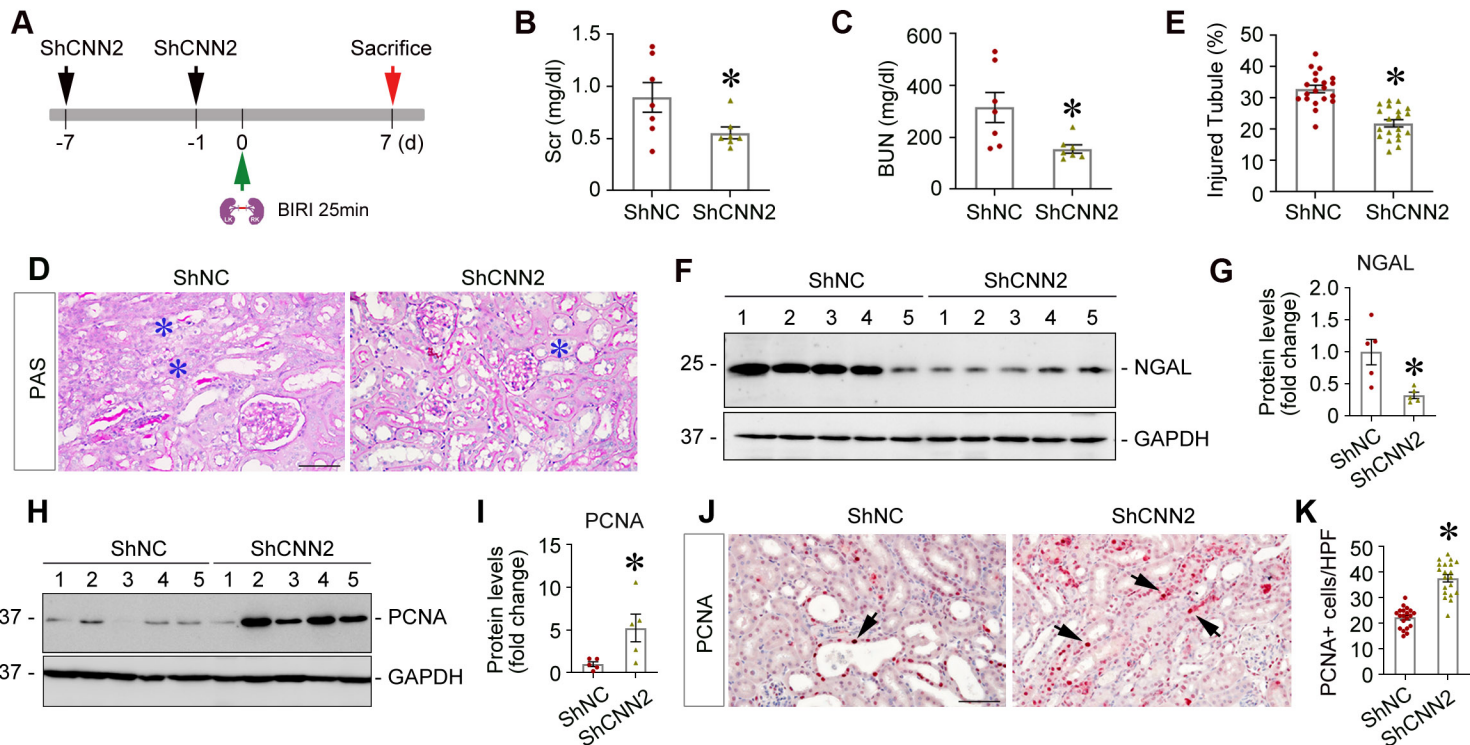 A
ShCNN2 ShCNN2 Sacrifice
-7 -1 0 7 (d)
LK RK
BIRI 25min
B
Scr (mg/dl)
1.5
1.0
0.5
0
*
ShNC ShCNN2
C
BUN (mg/dl)
600
400
200
0
*
ShNC ShCNN2
E
Injured Tubule (%)
50
40
30
20
10
0
*
ShNC ShCNN2
D
ShNC ShCNN2
PAS
*
*
*
F
ShNC ShCNN2
1 2 3 4 5 1 2 3 4 5
25 - - NGAL
37 - - GAPDH
G
NGAL
Protein levels
(fold change)
2.0
1.5
1.0
0.5
0
*
ShNC
ShCNN2
H
ShNC ShCNN2
1 2 3 4 5 1 2 3 4 5
37 - - PCNA
37 - - GAPDH
I
PCNA
Protein levels
(fold change)
15
10
5
0
*
ShNC
ShCNN2
J
ShNC ShCNN2
PCNA
K
PCNA+ cells/HPF
50
40
30
20
10
0
*
ShNC
ShCNN2